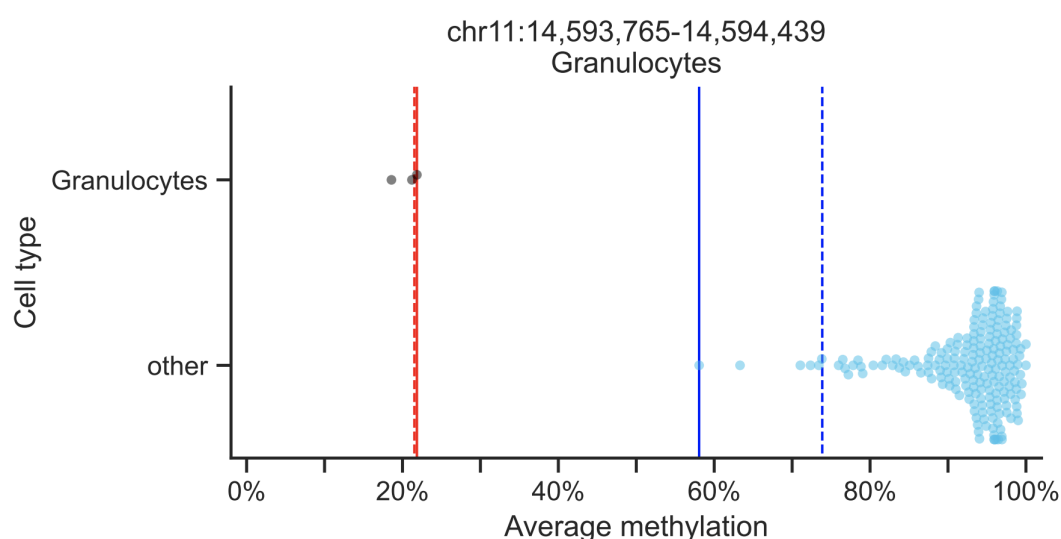 chr11:14,593,765-14,594,439
Granulocytes
Granulocytes
other
Cell type
0%
20%
40%
60%
80%
100%
Average methylation